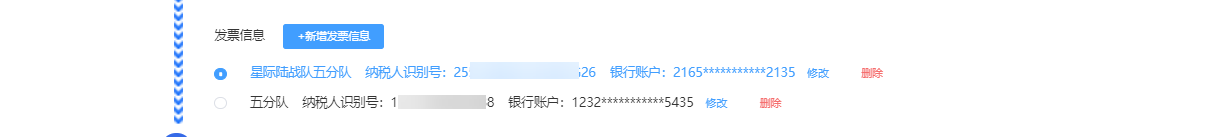 发票信息 +新增发票信息
星际陆战队五分队 纳税人识别号：25 626 银行账户：2165***********2135 修改 删除
五分队 纳税人识别号：1 8 银行账户：1232***********5435 修改 删除